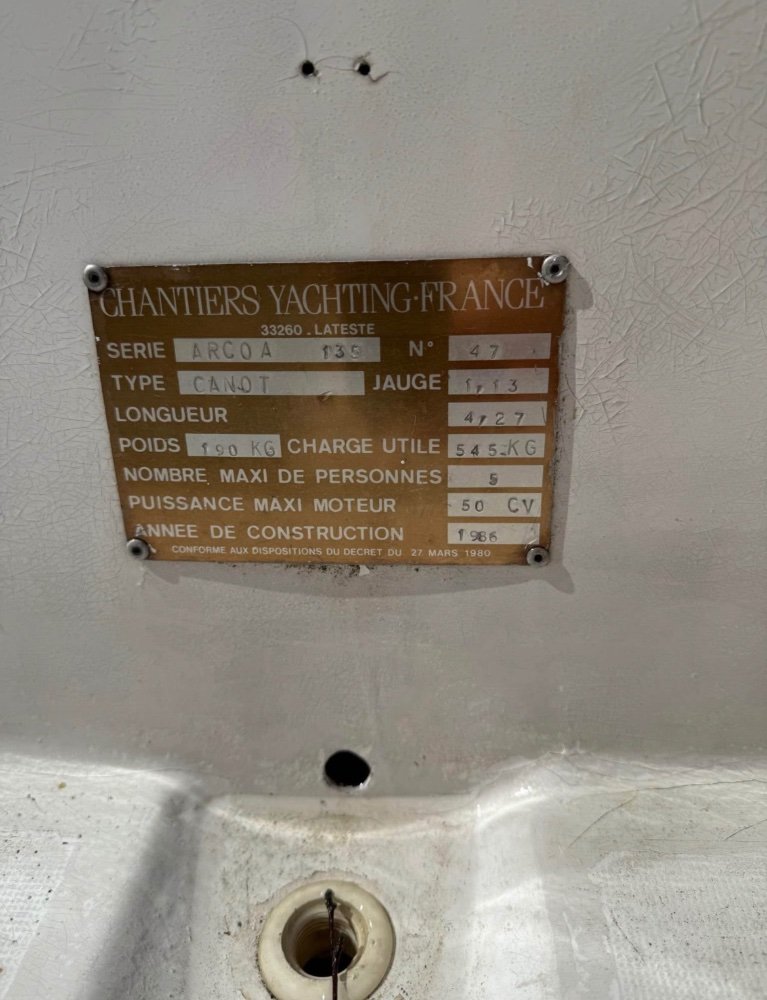 CHANTIERS YACHTING·FRANCE
33260 . LATESTE
SERIE ARCOA 135 N° 47
TYPE CANOT JAUGE 1,13
LONGUEUR 4,27
POIDS 190 KG CHARGE UTILE 545 KG
NOMBRE MAXI DE PERSONNES 5
PUISSANCE MAXI MOTEUR 50 CV
ANNEE DE CONSTRUCTION 1986
CONFORME AUX DISPOSITIONS DU DECRET DU 27 MARS 1980